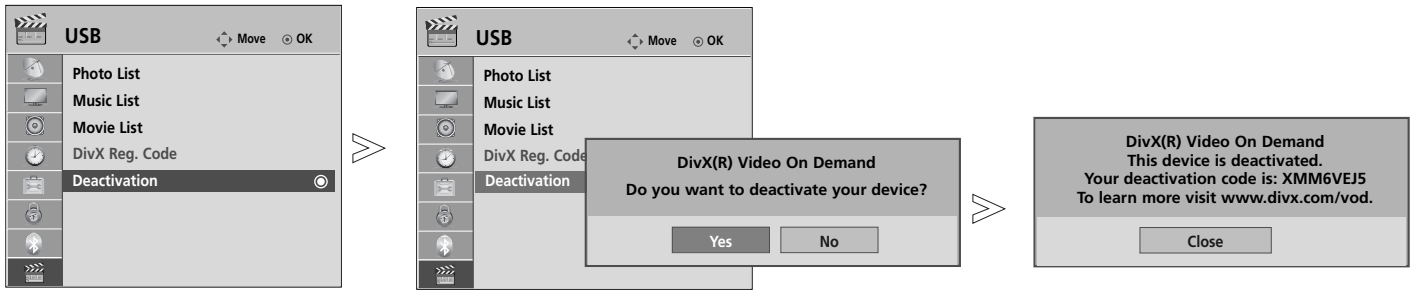 USB Move OK
Photo List
Music List
Movie List
DivX Reg. Code
Deactivation
USB Move OK
Photo List
Music List
Movie List
DivX Reg. Code
Deactivation
DivX(R) Video On Demand
Do you want to deactivate your device?
Yes No
DivX(R) Video On Demand
This device is deactivated.
Your deactivation code is: XMM6VEJ5
To learn more visit www.divx.com/vod.
Close